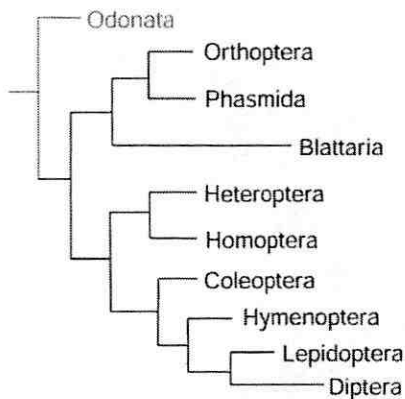 Odonata
Orthoptera
Phasmida
Blattaria
Heteroptera
Homoptera
Coleoptera
Hymenoptera
Lepidoptera
Diptera